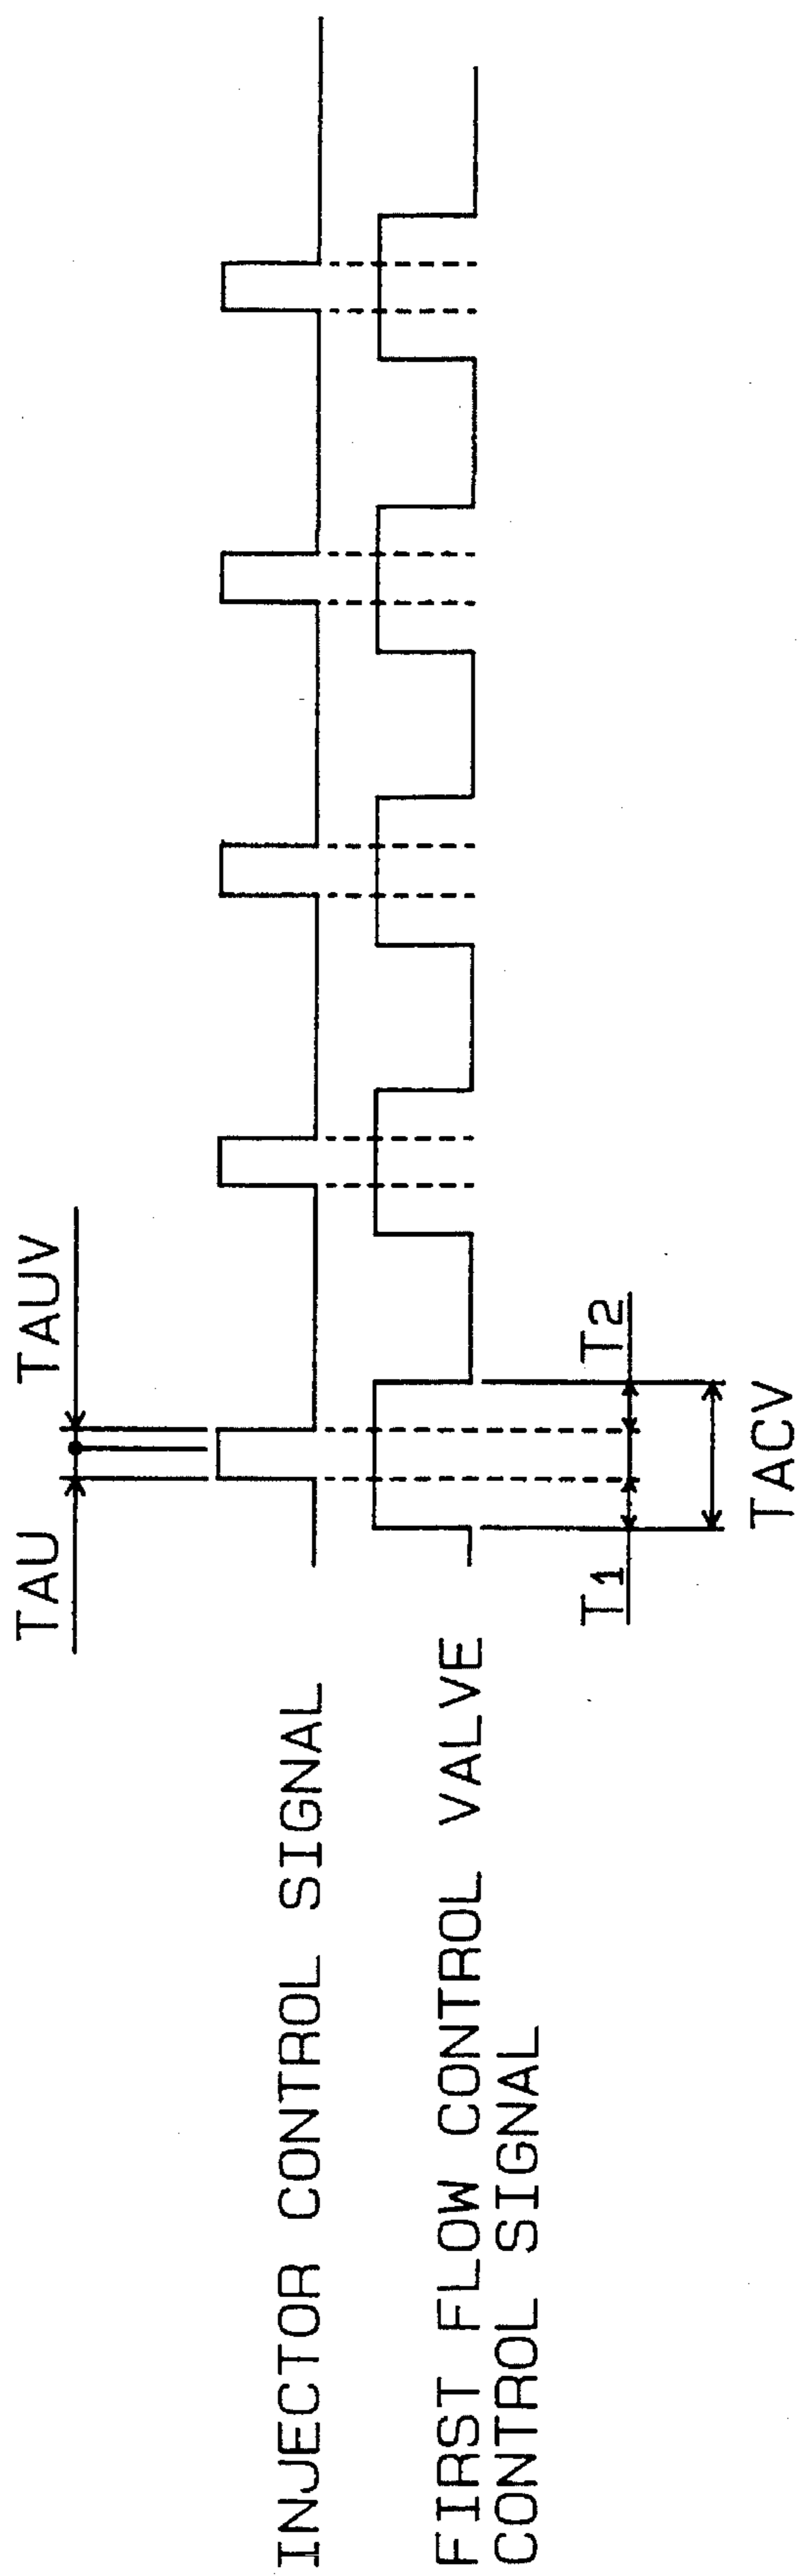 TAU
TAUV
INJECTOR CONTROL SIGNAL
FIRST FLOW CONTROL VALVE
CONTROL SIGNAL
T1
T2
TACV